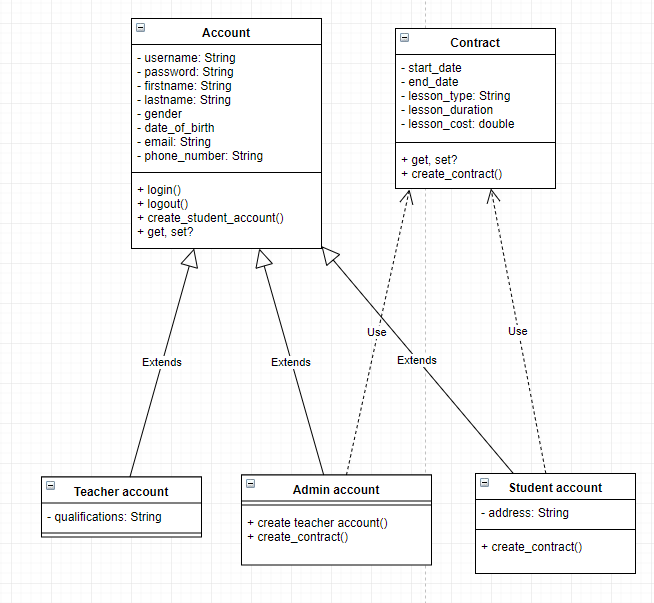 Account
- username: String
- password: String
- firstname: String
- lastname: String
- gender
- date_of_birth
- email: String
- phone_number: String
+ login()
+ logout()
+ create_student_account()
+ get, set?
Contract
- start_date
- end_date
- lesson_type: String
- lesson_duration
- lesson_cost: double
+ get, set?
+ create_contract()
Use
Use
Extends
Extends
Extends
Teacher account
- qualifications: String
Admin account
+ create teacher account()
+ create_contract()
Student account
- address: String
+ create_contract()